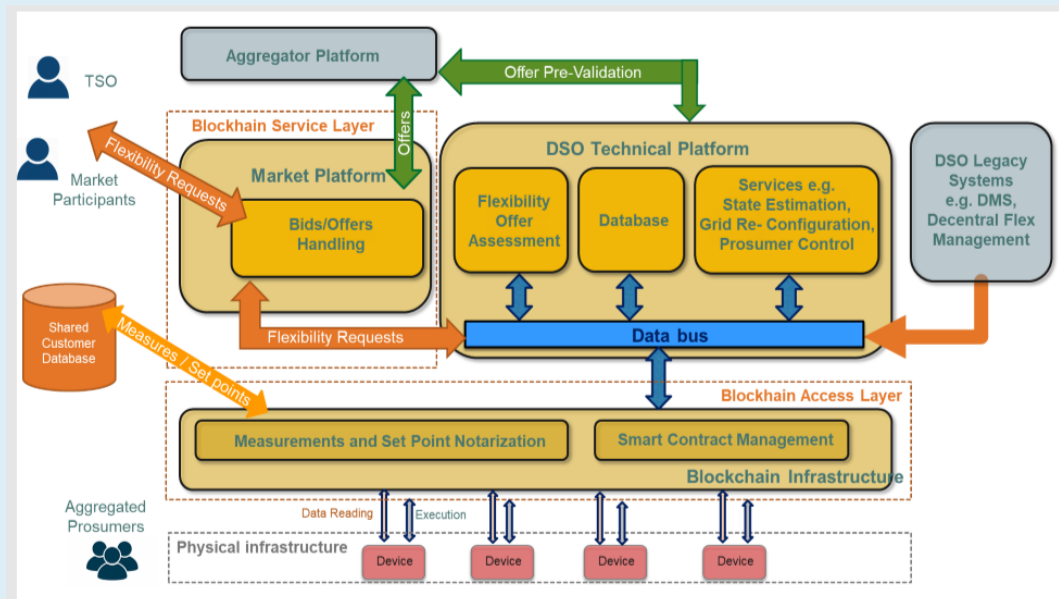 Aggregator Platform
TSO
Offer Pre-Validation
Blockhain Service Layer
Offers
Flexibility Requests
Market
Participants
Market Platform
Bids/Offers
Handling
DSO Technical Platform
Flexibility
Offer
Assessment
Database
Services e.g.
State Estimation,
Grid Re- Configuration,
Prosumer Control
DSO Legacy
Systems
e.g. DMS,
Decentral Flex
Management
Shared
Customer
Database
Measures / Set points
Flexibility Requests
Data bus
Blockhain Access Layer
Measurements and Set Point Notarization
Smart Contract Management
Blockchain Infrastructure
Aggregated
Prosumers
Data Reading
Execution
Physical infrastructure
Device
Device
Device
Device